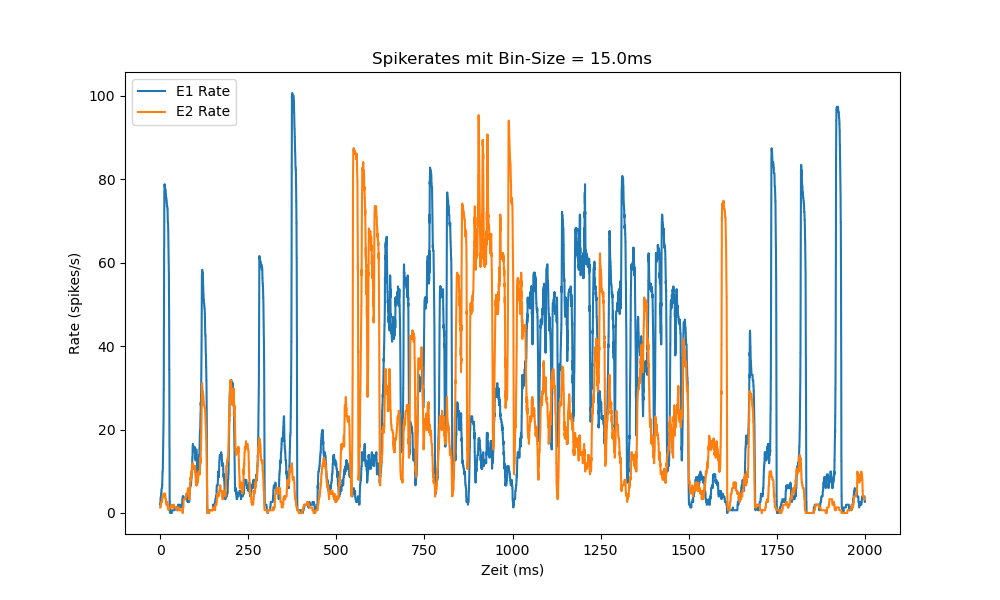 Spikerates mit Bin-Size = 15.0ms
E1 Rate
E2 Rate
100
80
60
40
20
0
Rate (spikes/s)
0 250 500 750 1000 1250 1500 1750 2000
Zeit (ms)